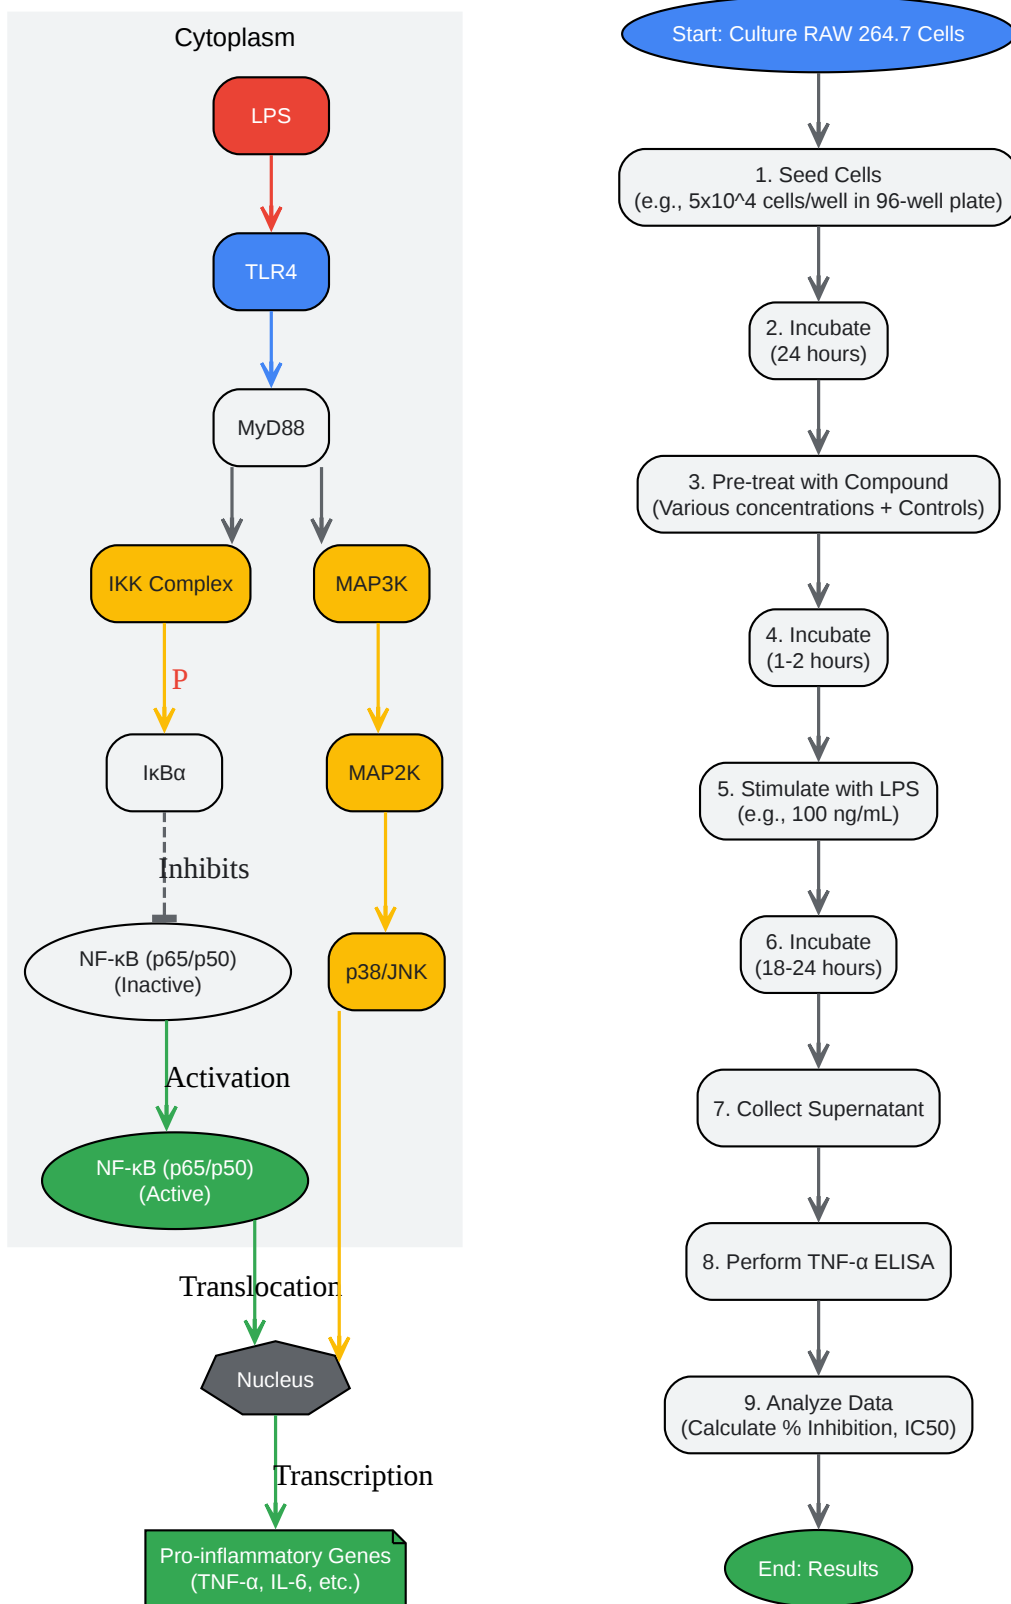 Cytoplasm
LPS
TLR4
MyD88
IKK Complex
MAP3K
P
IκBα
MAP2K
Inhibits
NF-κB (p65/p50)
(Inactive)
p38/JNK
Activation
NF-κB (p65/p50)
(Active)
Translocation
Nucleus
Transcription
Pro-inflammatory Genes
(TNF-α, IL-6, etc.)
Start: Culture RAW 264.7 Cells
1. Seed Cells
(e.g., 5x10^4 cells/well in 96-well plate)
2. Incubate
(24 hours)
3. Pre-treat with Compound
(Various concentrations + Controls)
4. Incubate
(1-2 hours)
5. Stimulate with LPS
(e.g., 100 ng/mL)
6. Incubate
(18-24 hours)
7. Collect Supernatant
8. Perform TNF-α ELISA
9. Analyze Data
(Calculate % Inhibition, IC50)
End: Results